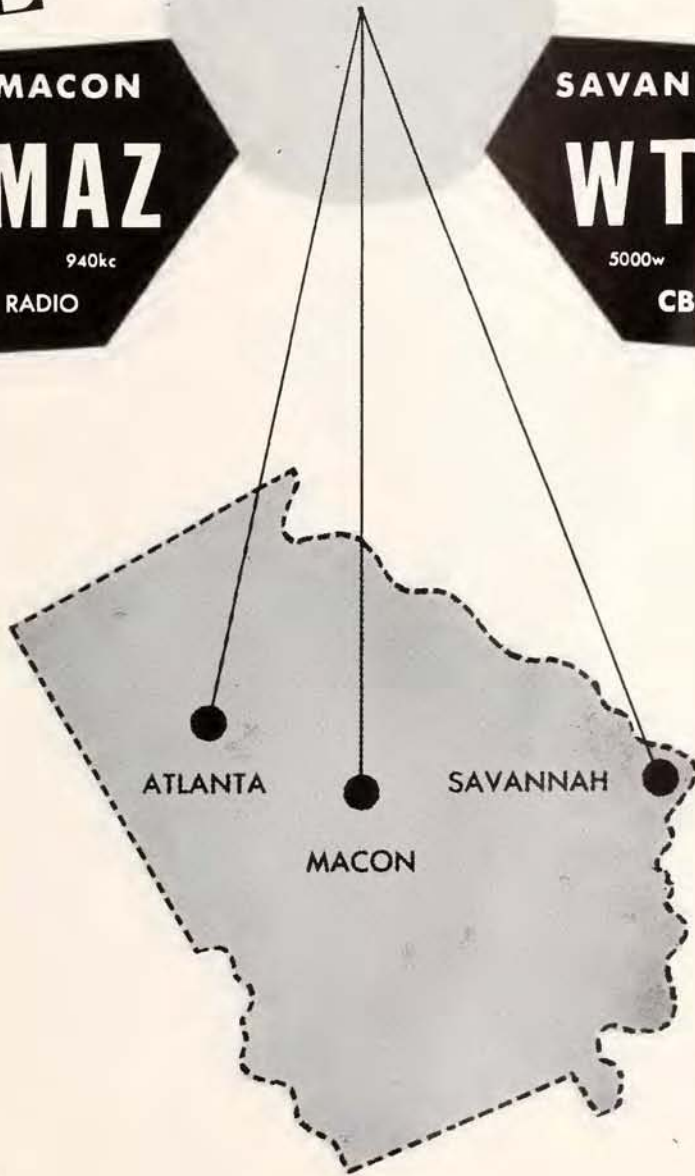 MACON
MAZ
940kc
RADIO
SAVAN
WT
5000w
CB
ATLANTA
SAVANNAH
MACON